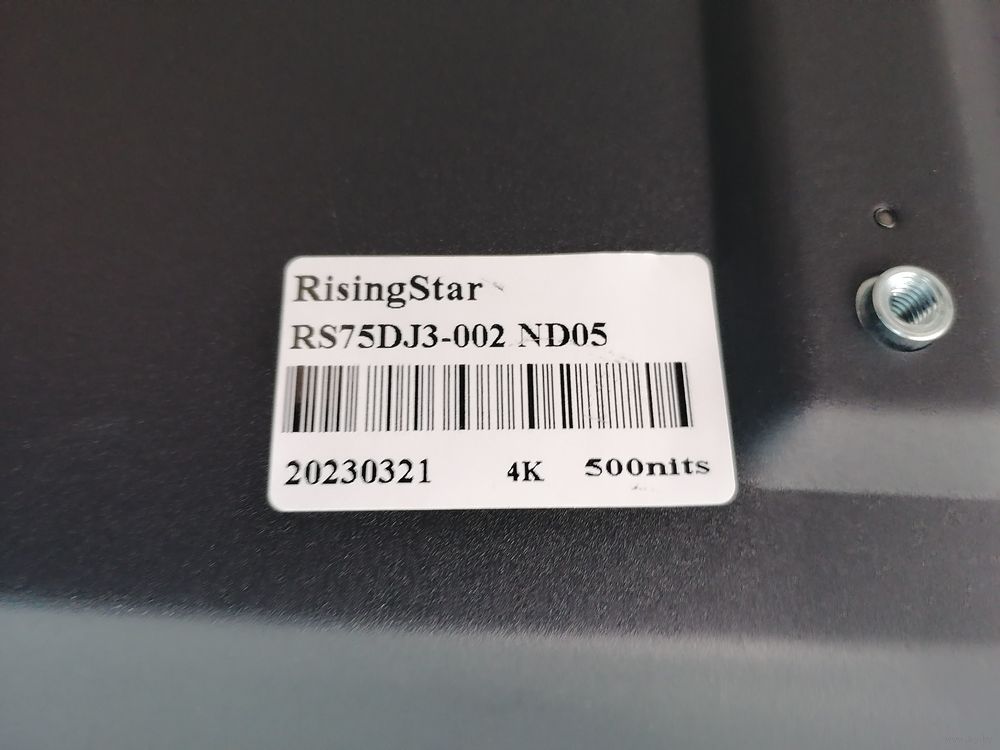 RisingStar
RS75DJ3-002 ND05
20230321 4K 500nits